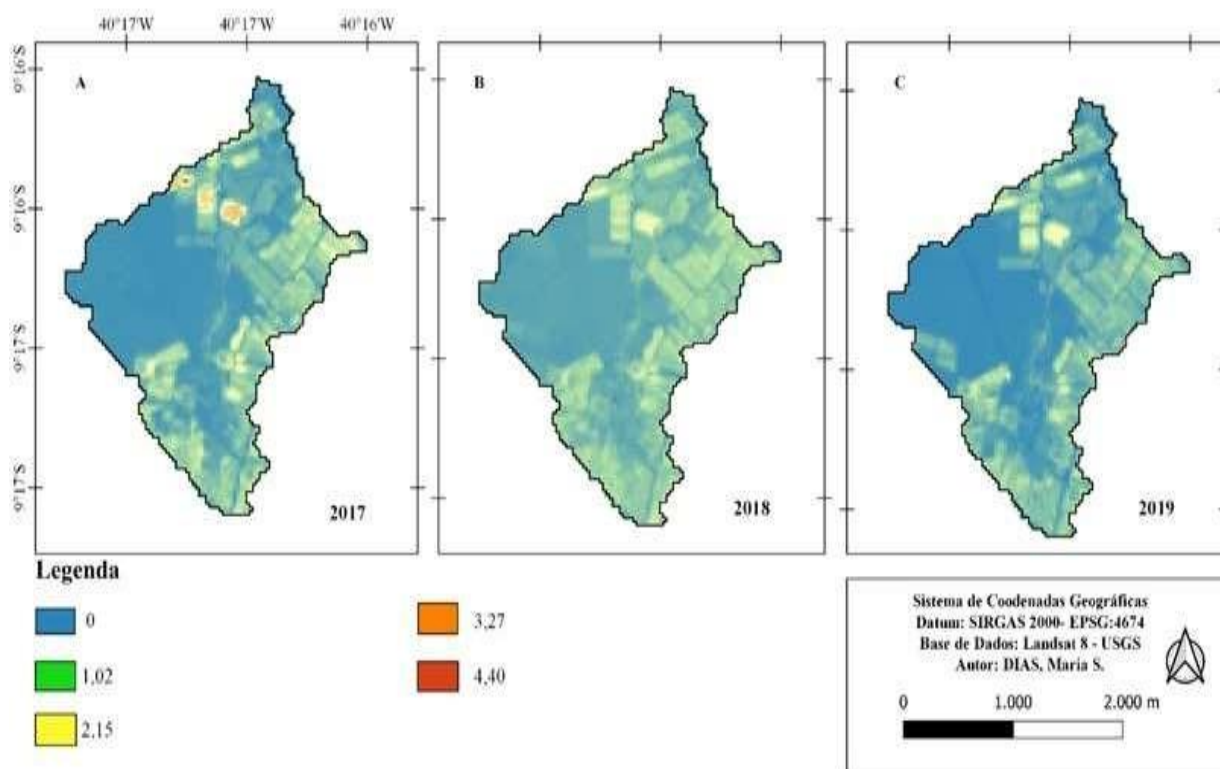 40°17'W 40°17'W 40°16'W
9°16'S
9°16'S
9°17'S
9°17'S
A
2017
B
2018
C
2019
Legenda
0
1,02
2,15
3,27
4,40
Sistema de Coodenadas Geográficas
Datum: SIRGAS 2000- EPSG:4674
Base de Dados: Landsat 8 - USGS
Autor: DIAS, Maria S.
0 1.000 2.000 m